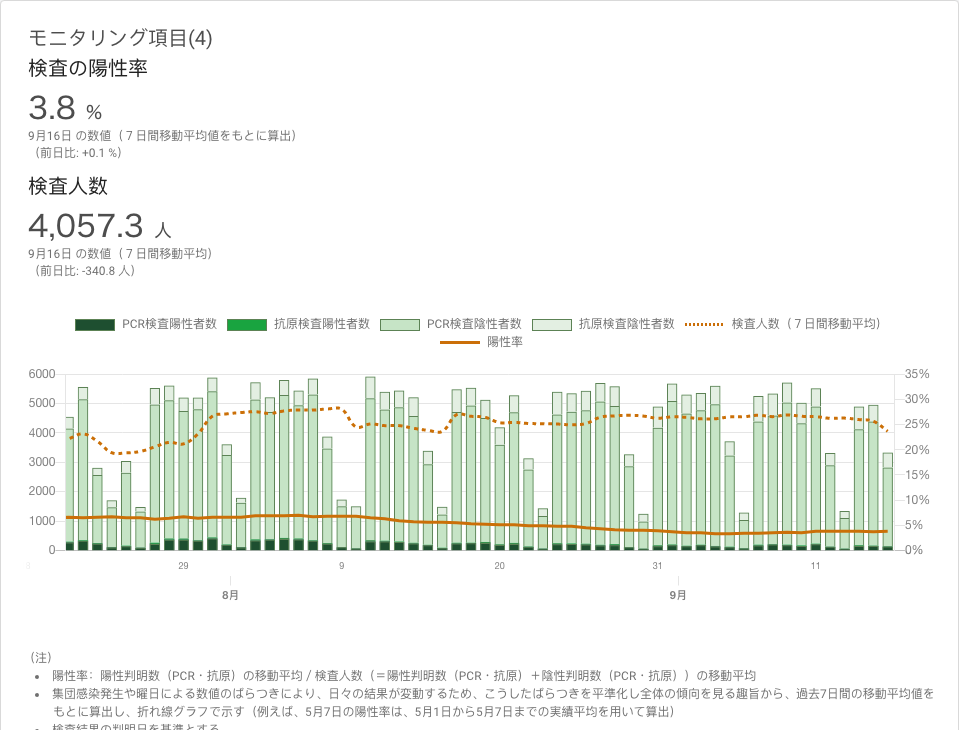 モニタリング項目(4)
検査の陽性率
3.8 %
9月16日 の数値（７日間移動平均値をもとに算出）
（前日比: +0.1 %）
検査人数
4,057.3 人
9月16日 の数値（７日間移動平均）
（前日比: -340.8 人）
PCR検査陽性者数 抗原検査陽性者数 PCR検査陰性者数 抗原検査陰性者数 検査人数（７日間移動平均）
陽性率
6000 35%
5000 30%
4000 25%
3000 20%
2000 15%
1000 10%
0 5%
0%
29 9 20 31 11
8月 9月
（注）
• 陽性率：陽性判明数（PCR・抗原）の移動平均 / 検査人数（＝陽性判明数（PCR・抗原）＋陰性判明数（PCR・抗原））の移動平均
• 集団感染発生や曜日による数値のばらつきにより、日々の結果が変動するため、こうしたばらつきを平準化し全体の傾向を見る趣旨から、過去7日間の移動平均値を
もとに算出し、折れ線グラフで示す（例えば、5月7日の陽性率は、5月1日から5月7日までの実績平均を用いて算出）
• 検査結果の判明日を基準とする